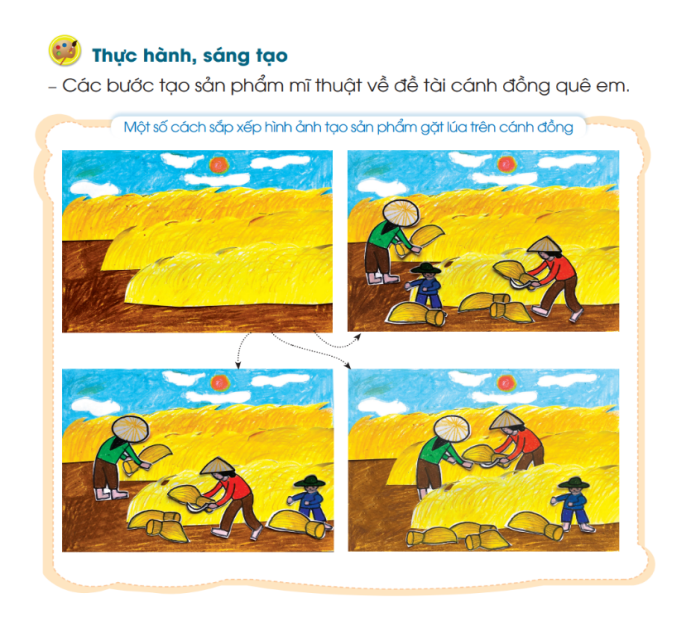 Thực hành, sáng tạo
– Các bước tạo sản phẩm mĩ thuật về đề tài cánh đồng quê em.
Một số cách sắp xếp hình ảnh tạo sản phẩm gặt lúa trên cánh đồng